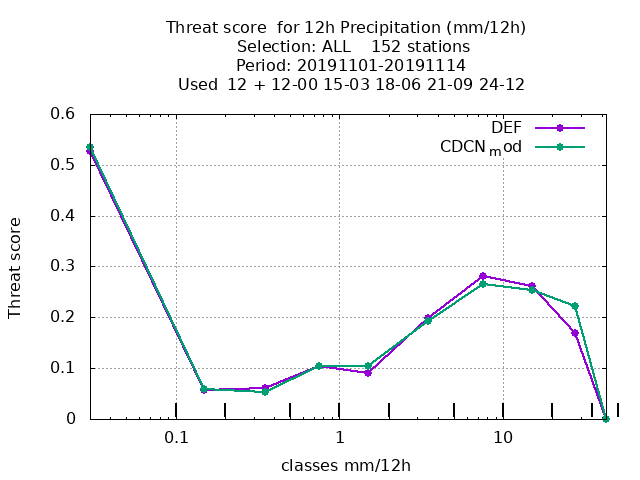 Threat score  for 12h Precipitation (mm/12h)
Selection: ALL    152 stations
Period: 20191101-20191114
Used  12 + 12-00 15-03 18-06 21-09 24-12
DEF
CDCNmod
0.6
0.5
0.4
0.3
0.2
0.1
0
Threat score
0.1 1 10
classes mm/12h